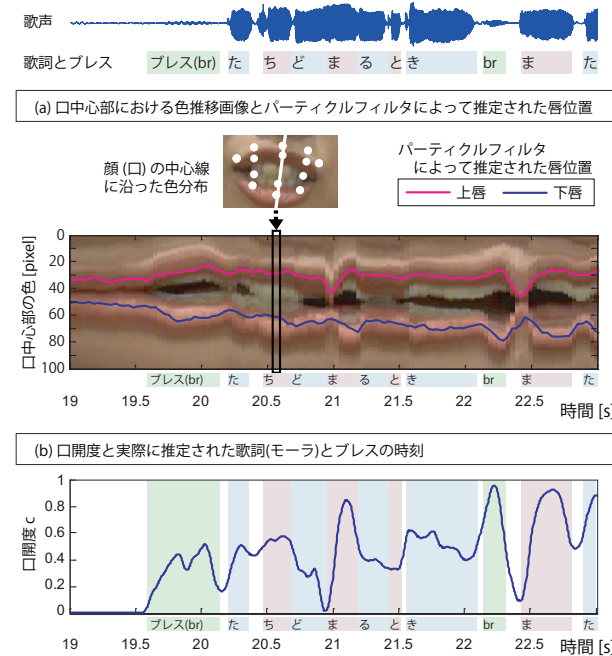 歌声
歌詞とブレス ブレス(br) た ち ど ま る と き br ま た
(a) 口中心部における色推移画像とパーティクルフィルタによって推定された唇位置
顔 (口) の中心線
に沿った色分布
パーティクルフィルタ
によって推定された唇位置
上唇 下唇
口中心部の色 [pixel]
0
20
40
60
80
100
ブレス(br) た ち ど ま る と き br ま た
19 19.5 20 20.5 21 21.5 22 22.5
時間 [s]
(b) 口開度と実際に推定された歌詞(モーラ)とブレスの時刻
口開度 c
1
0.8
0.6
0.4
0.2
0
ブレス(br) た ち ど ま る と き br ま た
19 19.5 20 20.5 21 21.5 22 22.5
時間 [s]